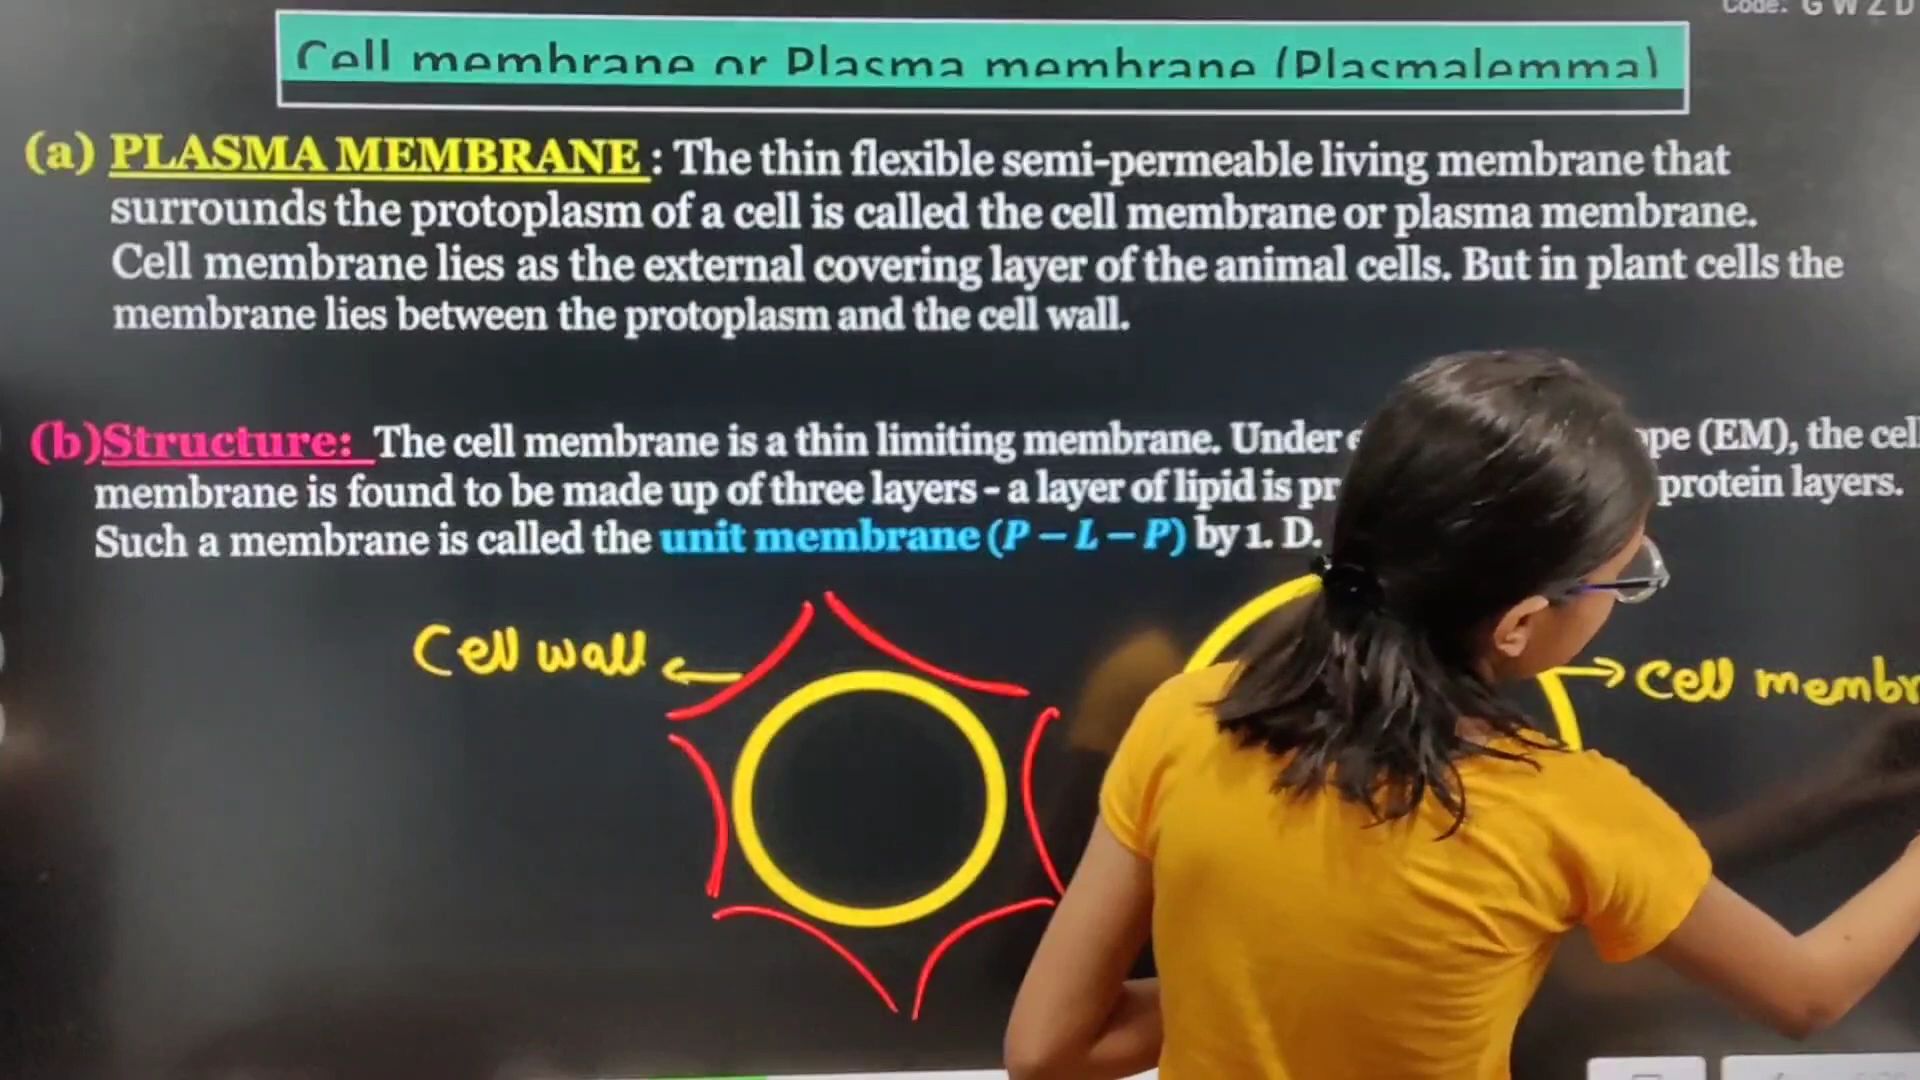 Code: G W Z D
Cell membrane or Plasma membrane (Plasmalemma)
(a) PLASMA MEMBRANE : The thin flexible semi-permeable living membrane that
surrounds the protoplasm of a cell is called the cell membrane or plasma membrane.
Cell membrane lies as the external covering layer of the animal cells. But in plant cells the
membrane lies between the protoplasm and the cell wall.
(b)Structure: The cell membrane is a thin limiting membrane. Under (EM), the cell
membrane is found to be made up of three layers - a layer of lipid is protein layers.
Such a membrane is called the unit membrane (P – L – P) by 1. D.
Cell wall
Cell membr